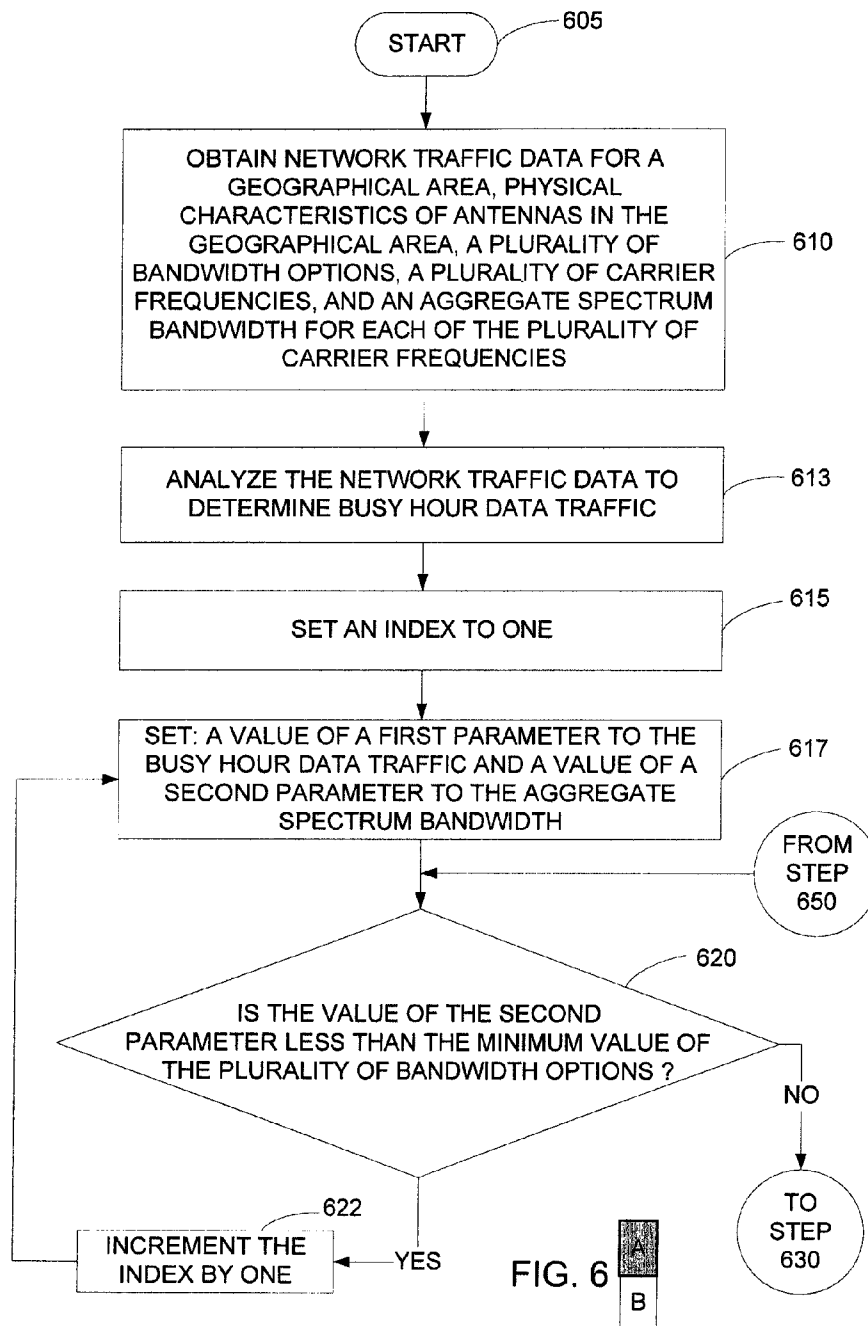 START
605
OBTAIN NETWORK TRAFFIC DATA FOR A
GEOGRAPHICAL AREA, PHYSICAL
CHARACTERISTICS OF ANTENNAS IN THE
GEOGRAPHICAL AREA, A PLURALITY OF
BANDWIDTH OPTIONS, A PLURALITY OF CARRIER
FREQUENCIES, AND AN AGGREGATE SPECTRUM
BANDWIDTH FOR EACH OF THE PLURALITY OF
CARRIER FREQUENCIES
610
ANALYZE THE NETWORK TRAFFIC DATA TO
DETERMINE BUSY HOUR DATA TRAFFIC
613
SET AN INDEX TO ONE
615
SET: A VALUE OF A FIRST PARAMETER TO THE
BUSY HOUR DATA TRAFFIC AND A VALUE OF A
SECOND PARAMETER TO THE AGGREGATE
SPECTRUM BANDWIDTH
617
FROM
STEP
650
620
IS THE VALUE OF THE SECOND
PARAMETER LESS THAN THE MINIMUM VALUE OF
THE PLURALITY OF BANDWIDTH OPTIONS ?
NO
TO
STEP
630
622
INCREMENT THE
INDEX BY ONE
YES
FIG. 6
A
B